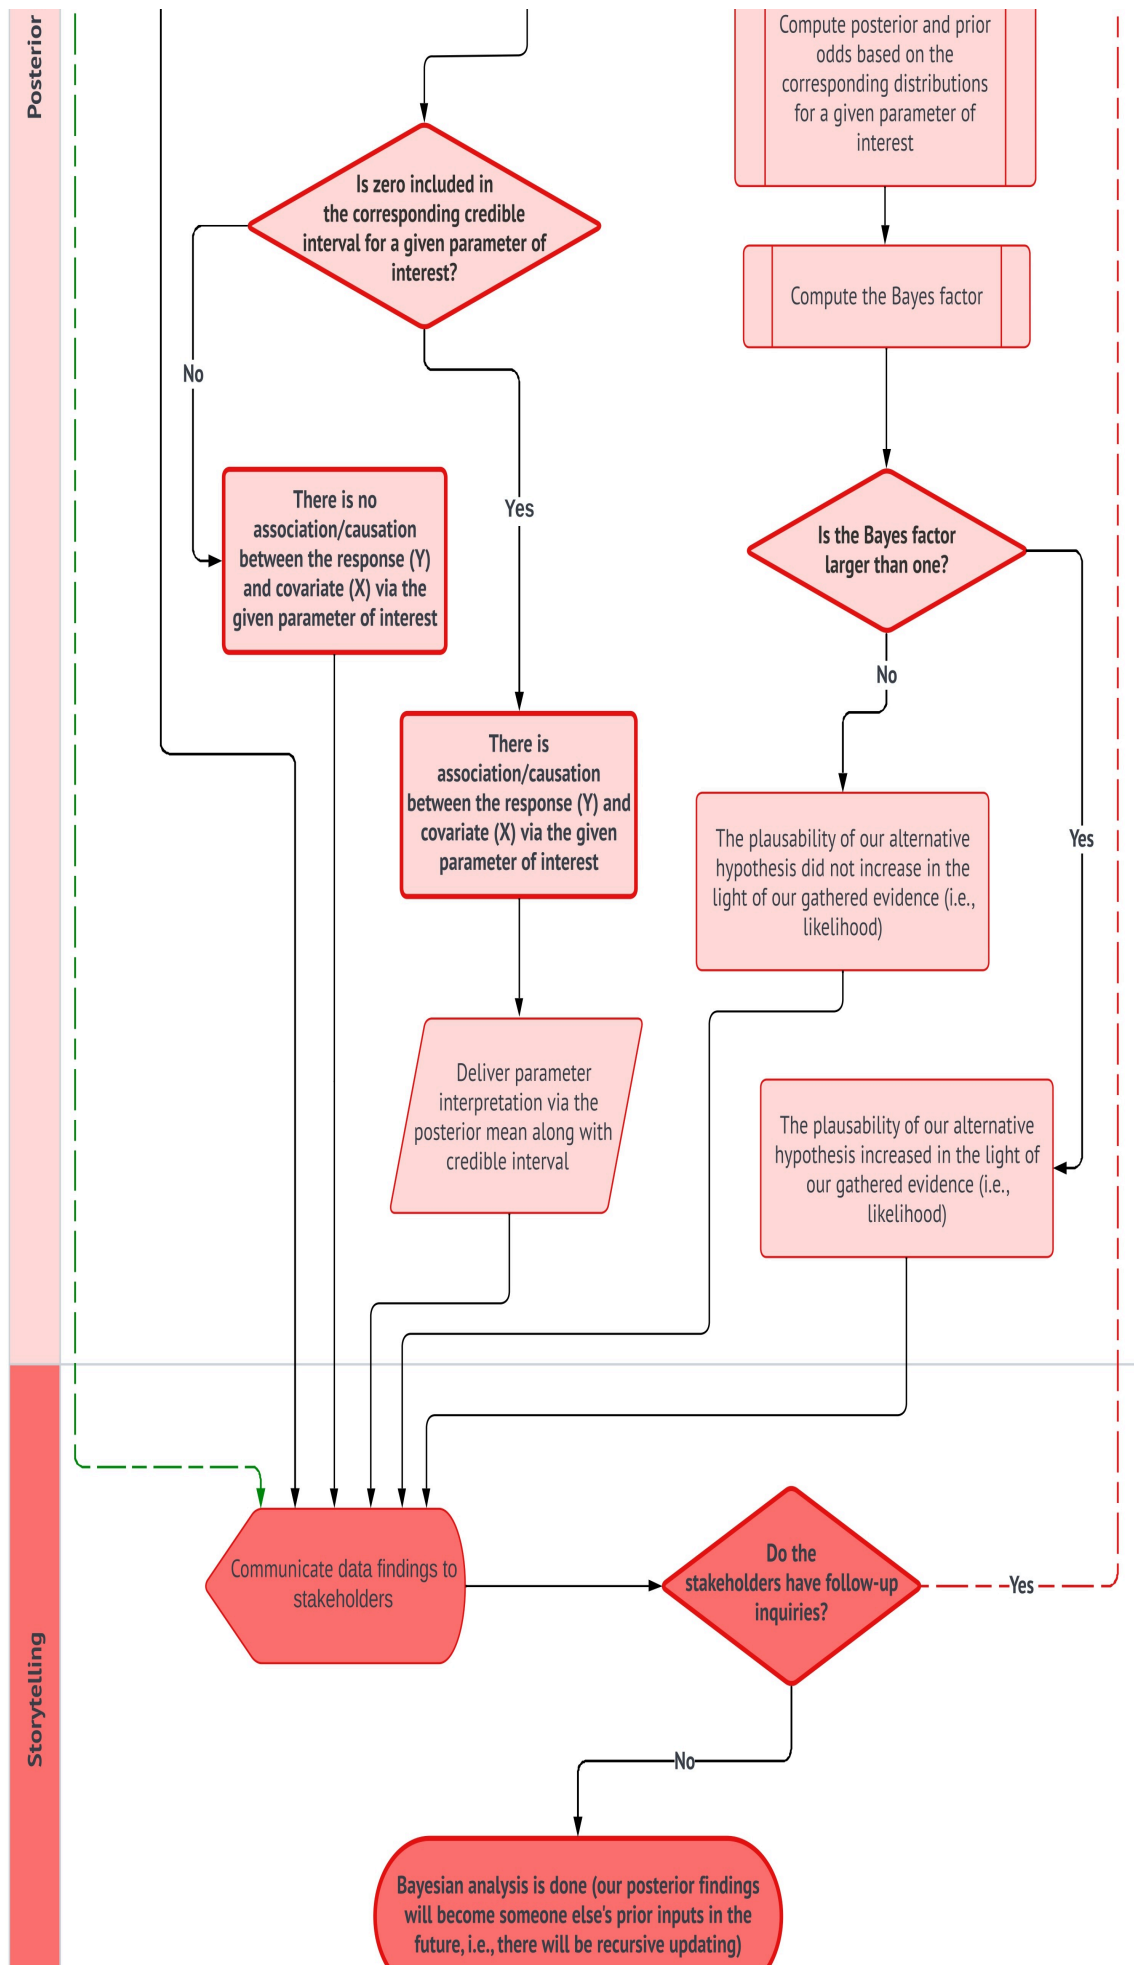 Posterior
Compute posterior and prior
odds based on the
corresponding distributions
for a given parameter of
interest
Is zero included in
the corresponding credible
interval for a given parameter of
interest?
Compute the Bayes factor
No
There is no
association/causation
between the response (Y)
and covariate (X) via the
given parameter of interest
Yes
Is the Bayes factor
larger than one?
No
There is
association/causation
between the response (Y) and
covariate (X) via the given
parameter of interest
The plausability of our alternative
hypothesis did not increase in the
light of our gathered evidence (i.e.,
likelihood)
Yes
Deliver parameter
interpretation via the
posterior mean along with
credible interval
The plausability of our alternative
hypothesis increased in the light of
our gathered evidence (i.e.,
likelihood)
Storytelling
Communicate data findings to
stakeholders
Do the
stakeholders have follow-up
inquiries?
Yes
No
Bayesian analysis is done (our posterior findings
will become someone else's prior inputs in the
future, i.e., there will be recursive updating)